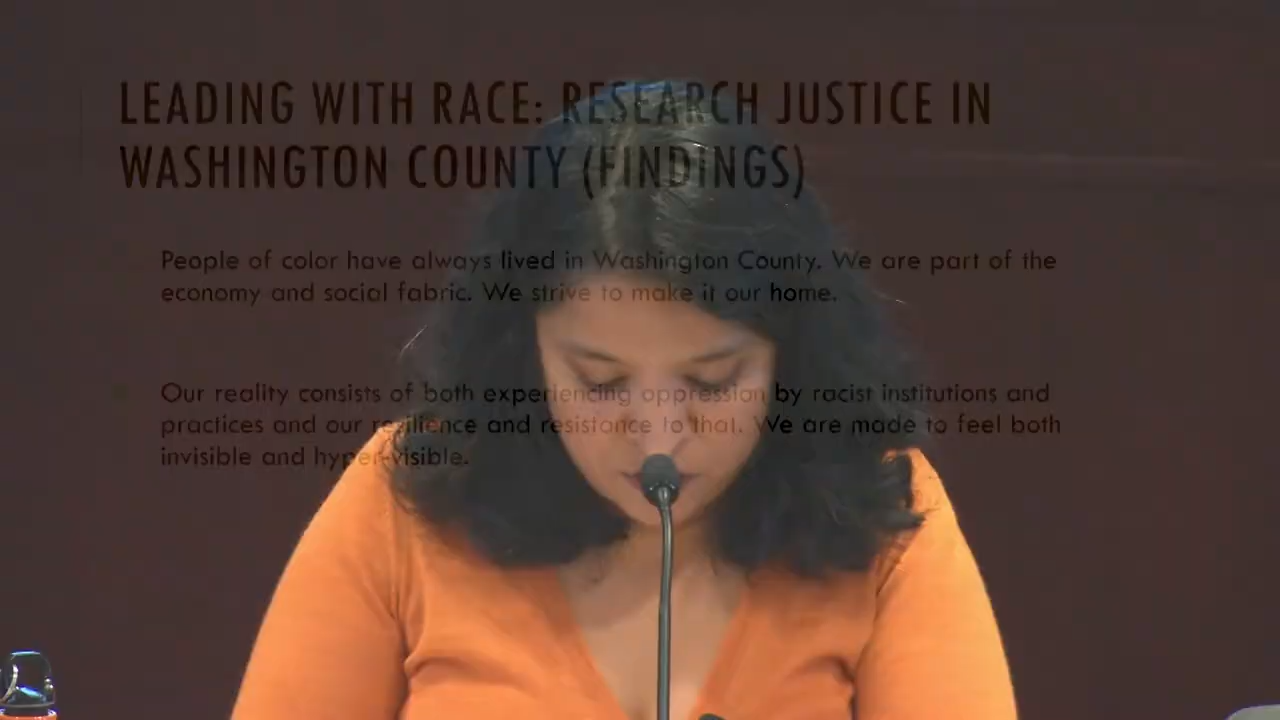 LEADING WITH RACE: RESEARCH JUSTICE IN
WASHINGTON COUNTY (FINDINGS)
People of color have always lived in Washington County. We are part of the
economy and social fabric. We strive to make it our home.
Our reality consists of both experiencing oppression by racist institutions and
practices and our resilience and resistance to that. We are made to feel both
invisible and hyper-visible.